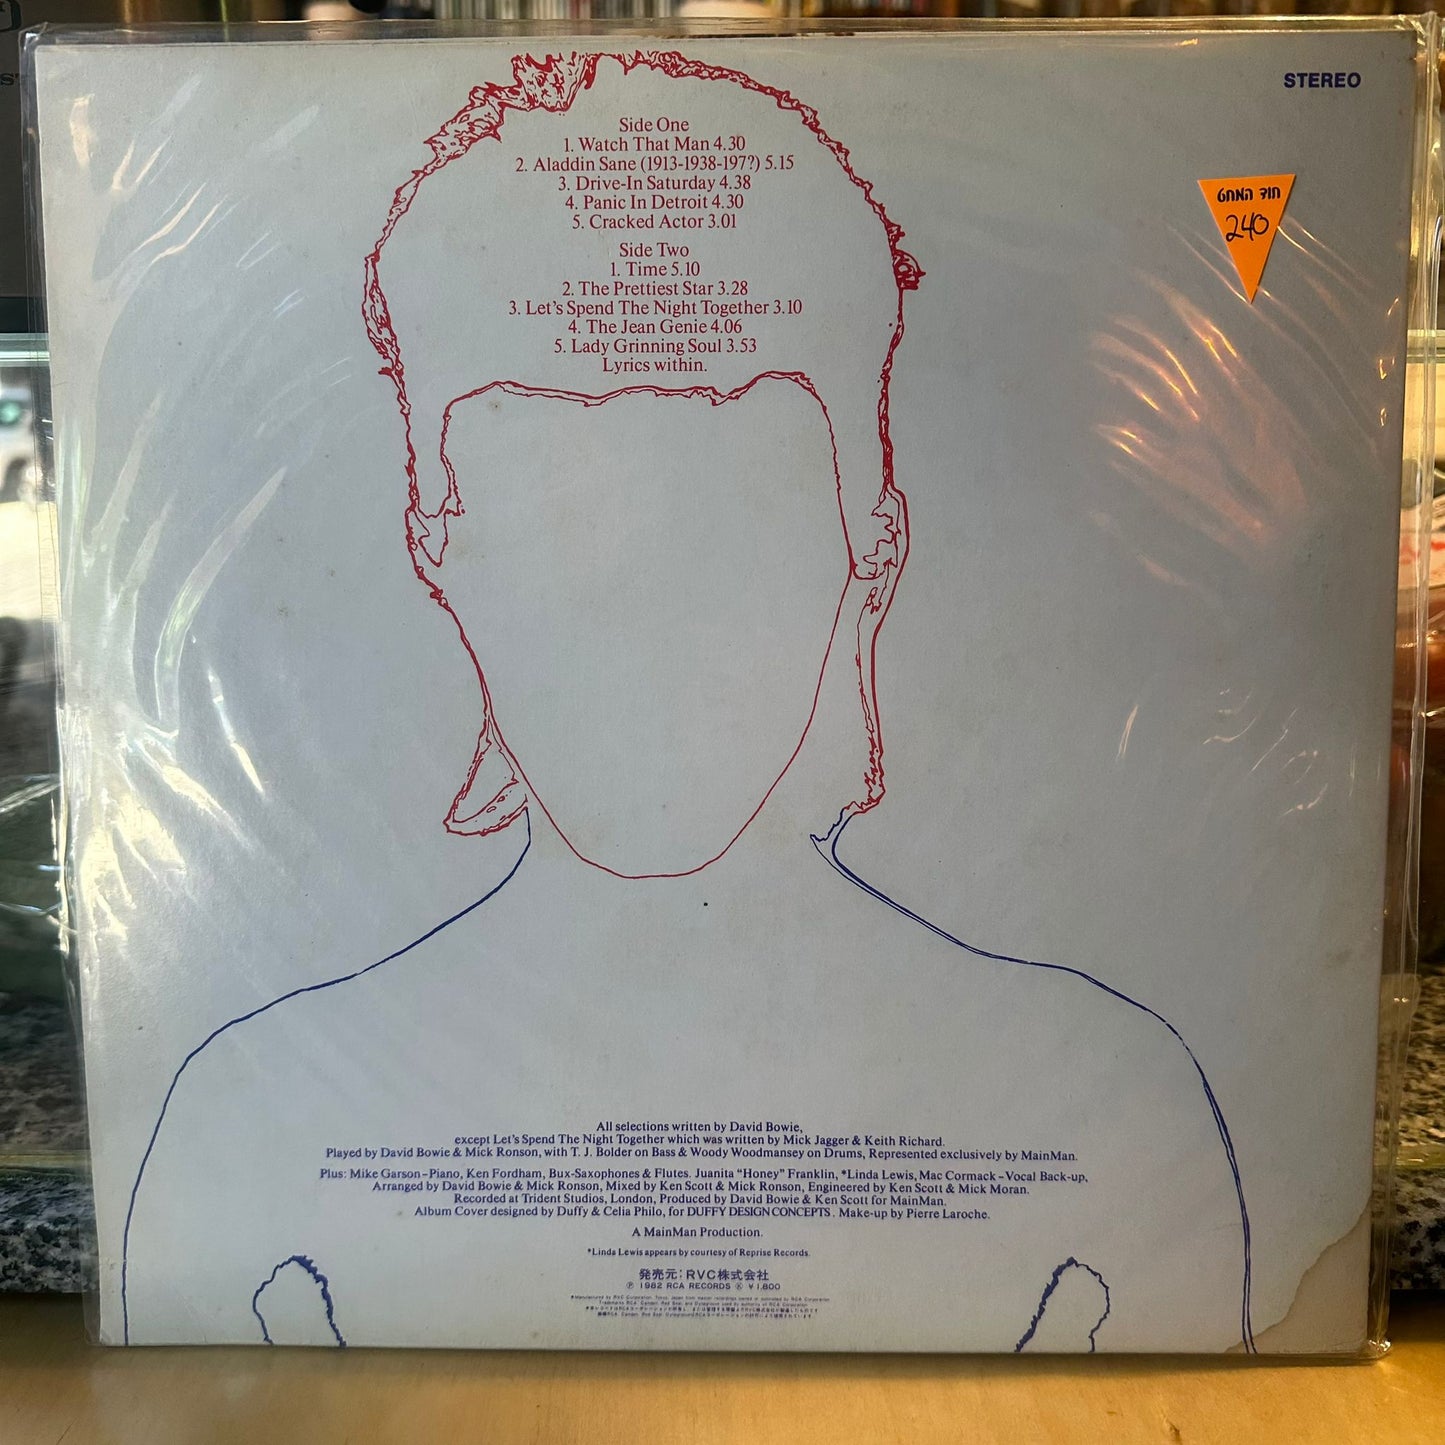 STEREO
חוד המחט
240
Side One
1. Watch That Man 4.30
2. Aladdin Sane (1913-1938-197?) 5.15
3. Drive-In Saturday 4.38
4. Panic In Detroit 4.30
5. Cracked Actor 3.01
Side Two
1. Time 5.10
2. The Prettiest Star 3.28
3. Let's Spend The Night Together 3.10
4. The Jean Genie 4.06
5. Lady Grinning Soul 3.53
Lyrics within.
All selections written by David Bowie,
except Let's Spend The Night Together which was written by Mick Jagger & Keith Richard.
Played by David Bowie & Mick Ronson, with T. J. Bolder on Bass & Woody Woodmansey on Drums, Represented exclusively by MainMan.
Plus: Mike Garson–Piano, Ken Fordham, Bux-Saxophones & Flutes. Juanita "Honey" Franklin, *Linda Lewis, Mac Cormack–Vocal Back-up,
Arranged by David Bowie & Mick Ronson, Mixed by Ken Scott & Mick Ronson, Engineered by Ken Scott & Mick Moran.
Recorded at Trident Studios, London, Produced by David Bowie & Ken Scott for MainMan.
Album Cover designed by Duffy & Celia Philo, for DUFFY DESIGN CONCEPTS. Make-up by Pierre Laroche.
A MainMan Production.
*Linda Lewis appears by courtesy of Reprise Records.
発売元：RVC株式会社
Ⓟ 1982 RCA RECORDS Ⓚ ¥1,800